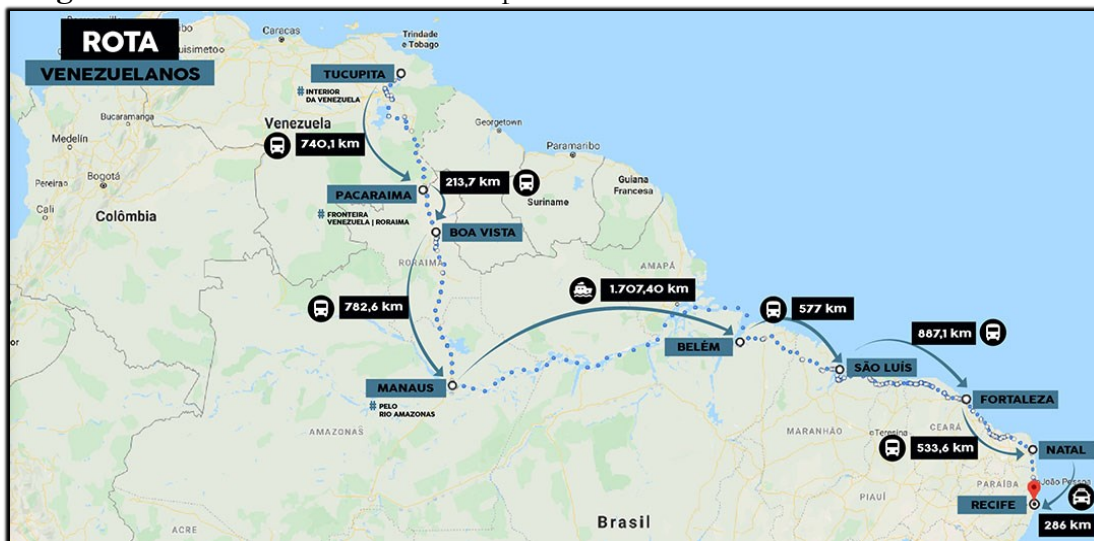 ROTA
VENEZUELANOS
Caracas
Trindade
e Tobago
TUCUPITA
# INTERIOR
DA VENEZUELA
Bucaramanga
Venezuela
740,1 km
Georgetown
Medellín
Paramaribo
Pereira
Bogotá
213,7 km
Guiana
Francesa
PACARAIMA
Suriname
Cali
Colômbia
# FRONTEIRA
VENEZUELA | RORAIMA
BOA VISTA
RORAIMA
AMAPÁ
1.707,40 km
782,6 km
577 km
887,1 km
BELÉM
SÃO LUÍS
MANAUS
FORTALEZA
# PELO
RIO AMAZONAS
AMAZONAS
MARANHÃO
Teresina
CEARÁ
533,6 km
NATAL
PARAÍBA
João Pessoa
PIAUÍ
RECIFE
Brasil
286 km
ACRE